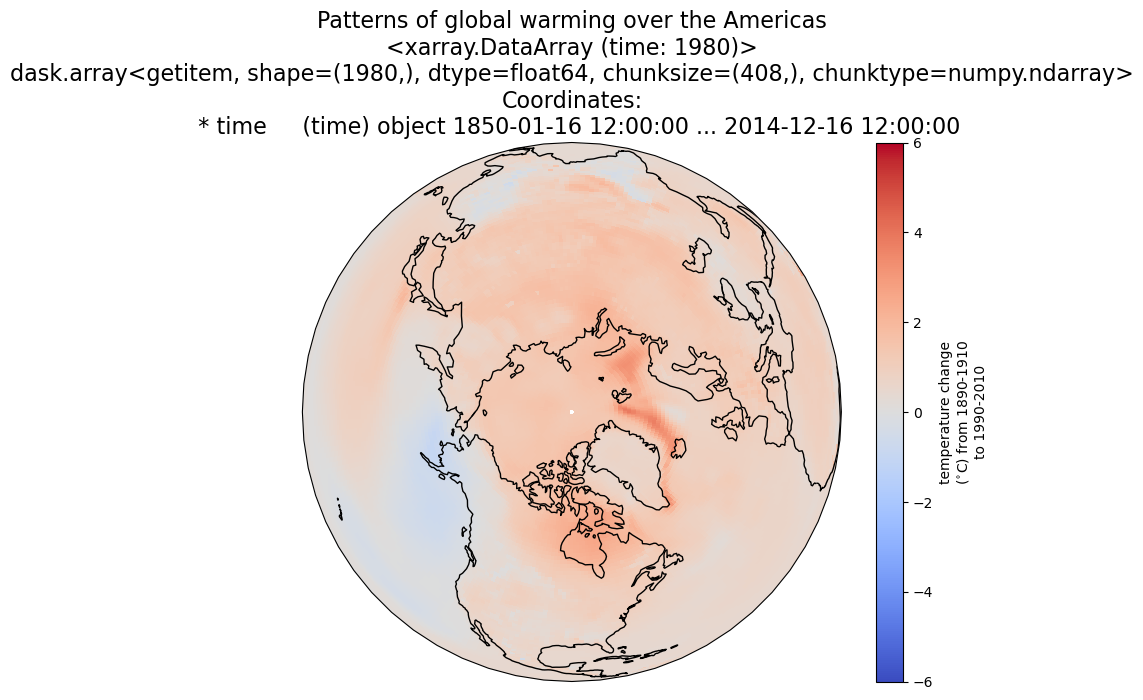 Patterns of global warming over the Americas
<xarray.DataArray (time: 1980)>
dask.array<getitem, shape=(1980,), dtype=float64, chunksize=(408,), chunktype=numpy.ndarray>
Coordinates:
* time     (time) object 1850-01-16 12:00:00 ... 2014-12-16 12:00:00
6
4
2
0
−2
−4
−6
temperature change
(°C) from 1890-1910
to 1990-2010